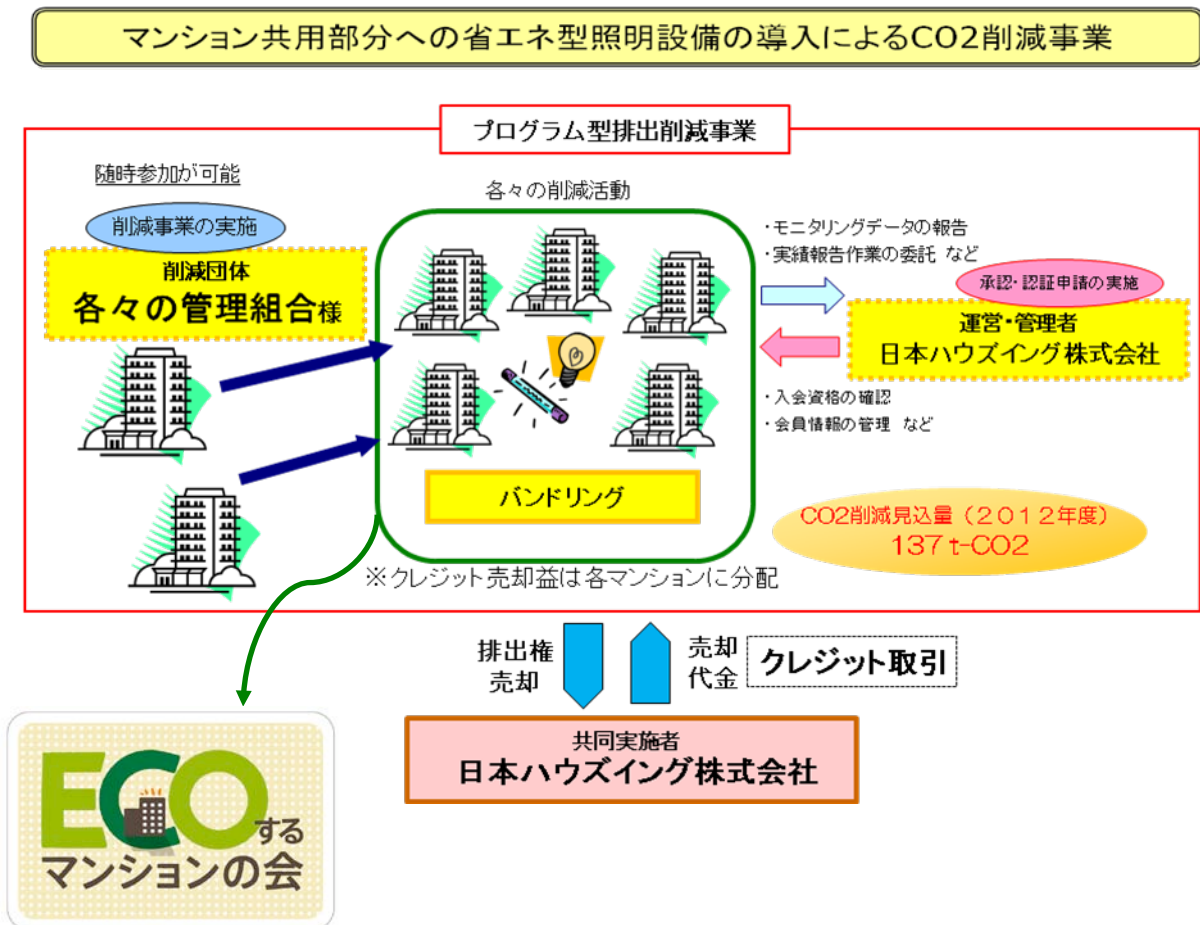 マンション共用部分への省エネ型照明設備の導入によるCO2削減事業
プログラム型排出削減事業
随時参加が可能
削減事業の実施
削減団体
各々の管理組合様
各々の削減活動
バンドリング
※クレジット売却益は各マンションに分配
・モニタリングデータの報告
・実績報告作業の委託 など
承認・認証申請の実施
運営・管理者
日本ハウズイング株式会社
・入会資格の確認
・会員情報の管理 など
CO2削減見込量（２０１２年度）
137 t-CO2
排出権
売却
売却
代金
クレジット取引
共同実施者
日本ハウズイング株式会社
ECOする
マンションの会